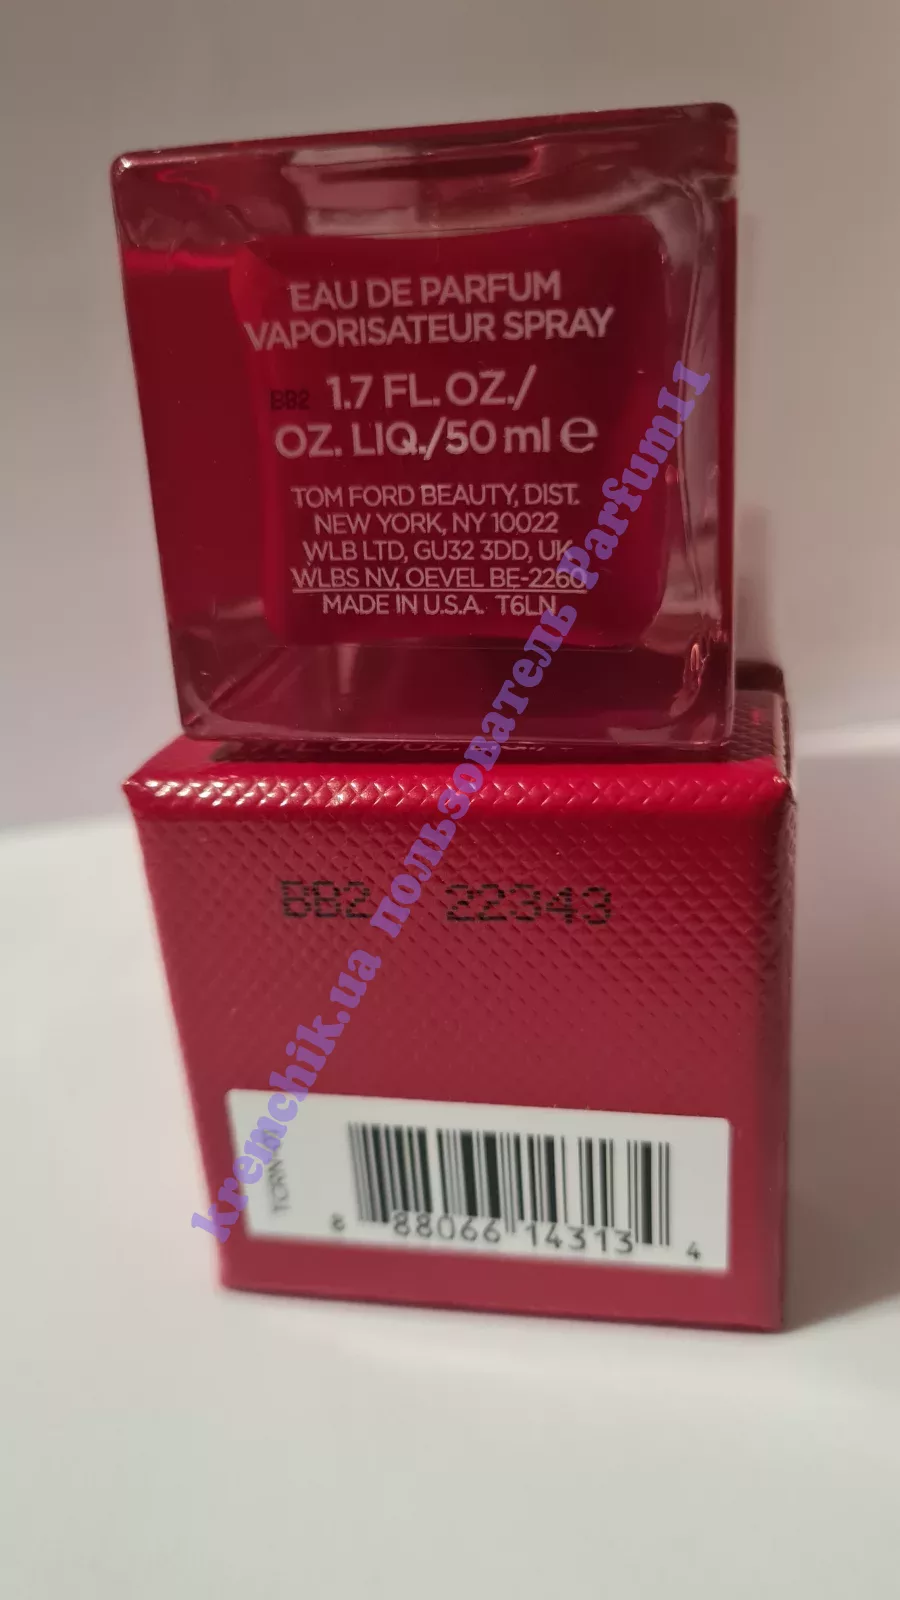 EAU DE PARFUM
VAPORISATEUR SPRAY
BB2 1.7 FL. OZ./
OZ. LIQ./50 ml e
TOM FORD BEAUTY, DIST.
NEW YORK, NY 10022
WLB LTD, GU32 3DD, UK
WLBS NV, OEVEL BE-2260
MADE IN U.S.A. T6LN
BB2 22343
8 88066 14313 4
kremchik.ua пользователь Parfum11